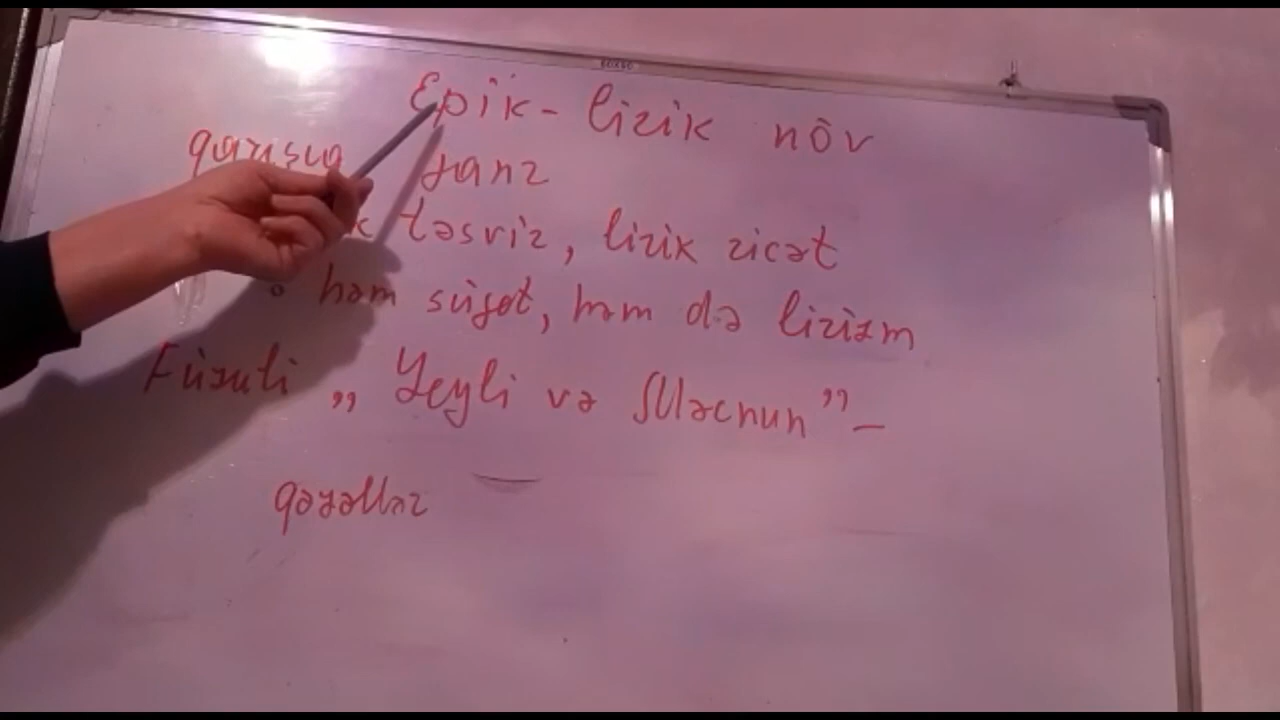 Epik - lirik növ
qarışıq janr
təsvir, lirik ricət
həm süjet, həm də lirizm
Füzuli „Leyli və Məcnun” –
qəzəllər